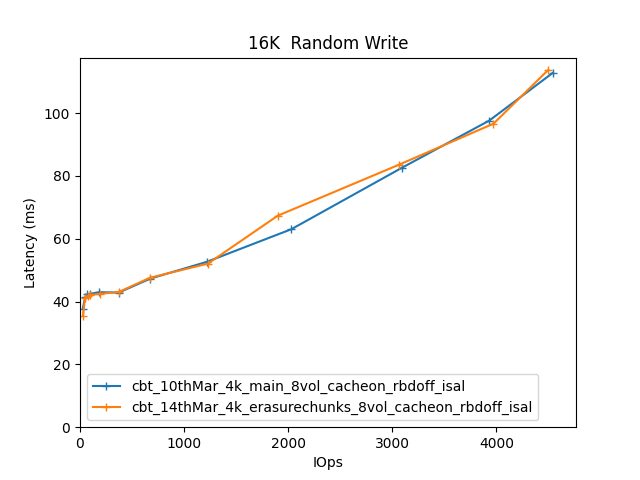 16K  Random Write
Latency (ms)
100
80
60
40
20
0
0 1000 2000 3000 4000
IOps
cbt_10thMar_4k_main_8vol_cacheon_rbdoff_isal
cbt_14thMar_4k_erasurechunks_8vol_cacheon_rbdoff_isal